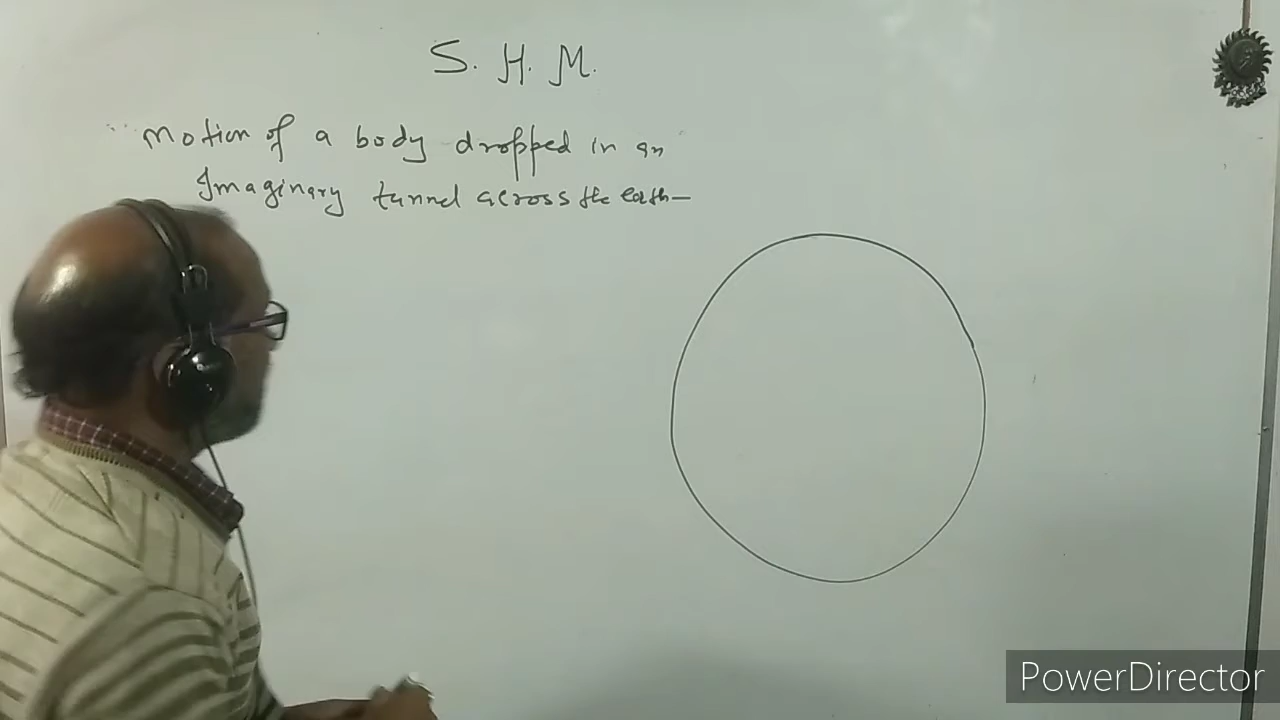 S. H. M.
Motion of a body dropped in an
Imaginary tunnel across the earth—
PowerDirector